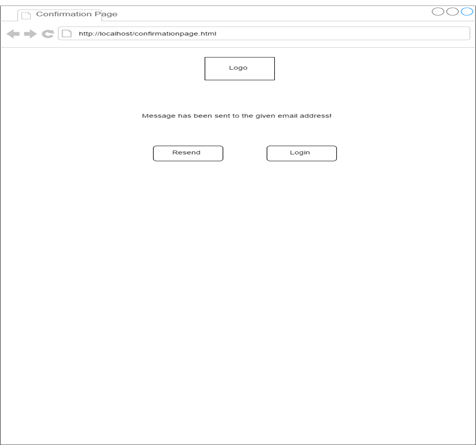 Confirmation Page
http://localhost/confirmationpage.html
Logo
Message has been sent to the given email address!
Resend
Login